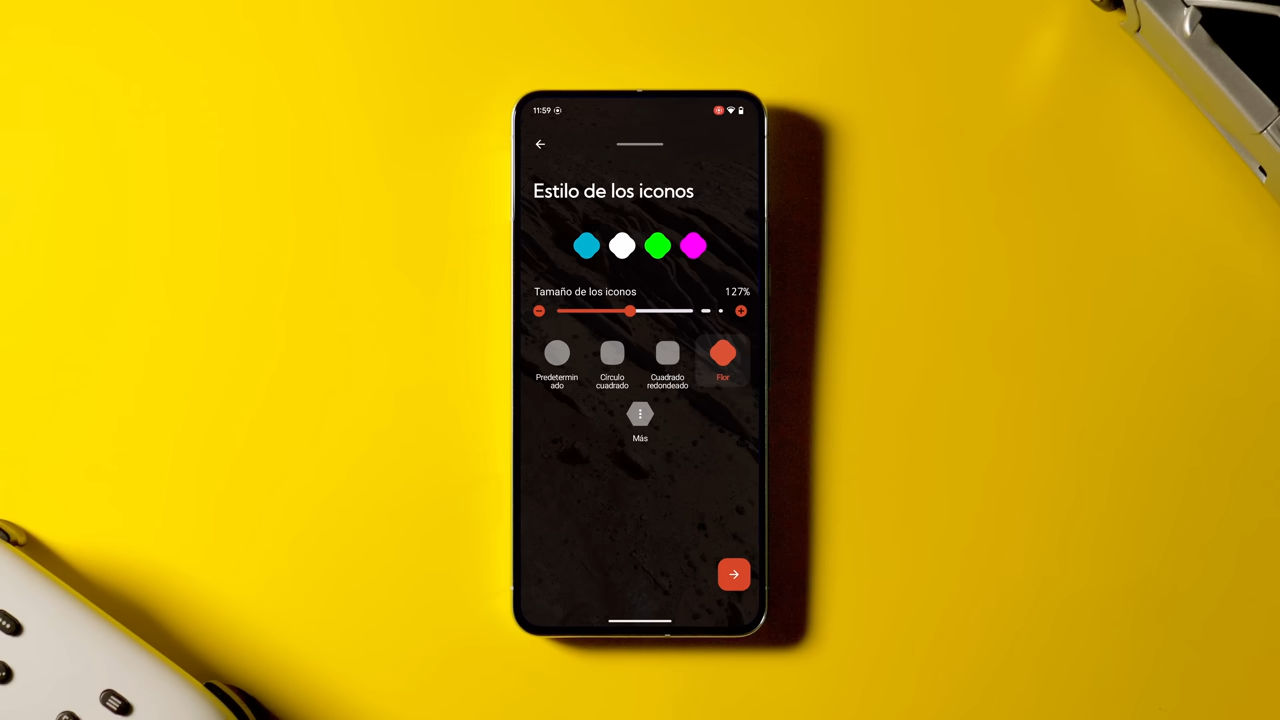 11:59
Estilo de los iconos
Tamaño de los iconos 127%
Predetermin
ado
Círculo
cuadrado
Cuadrado
redondeado
Flor
Más